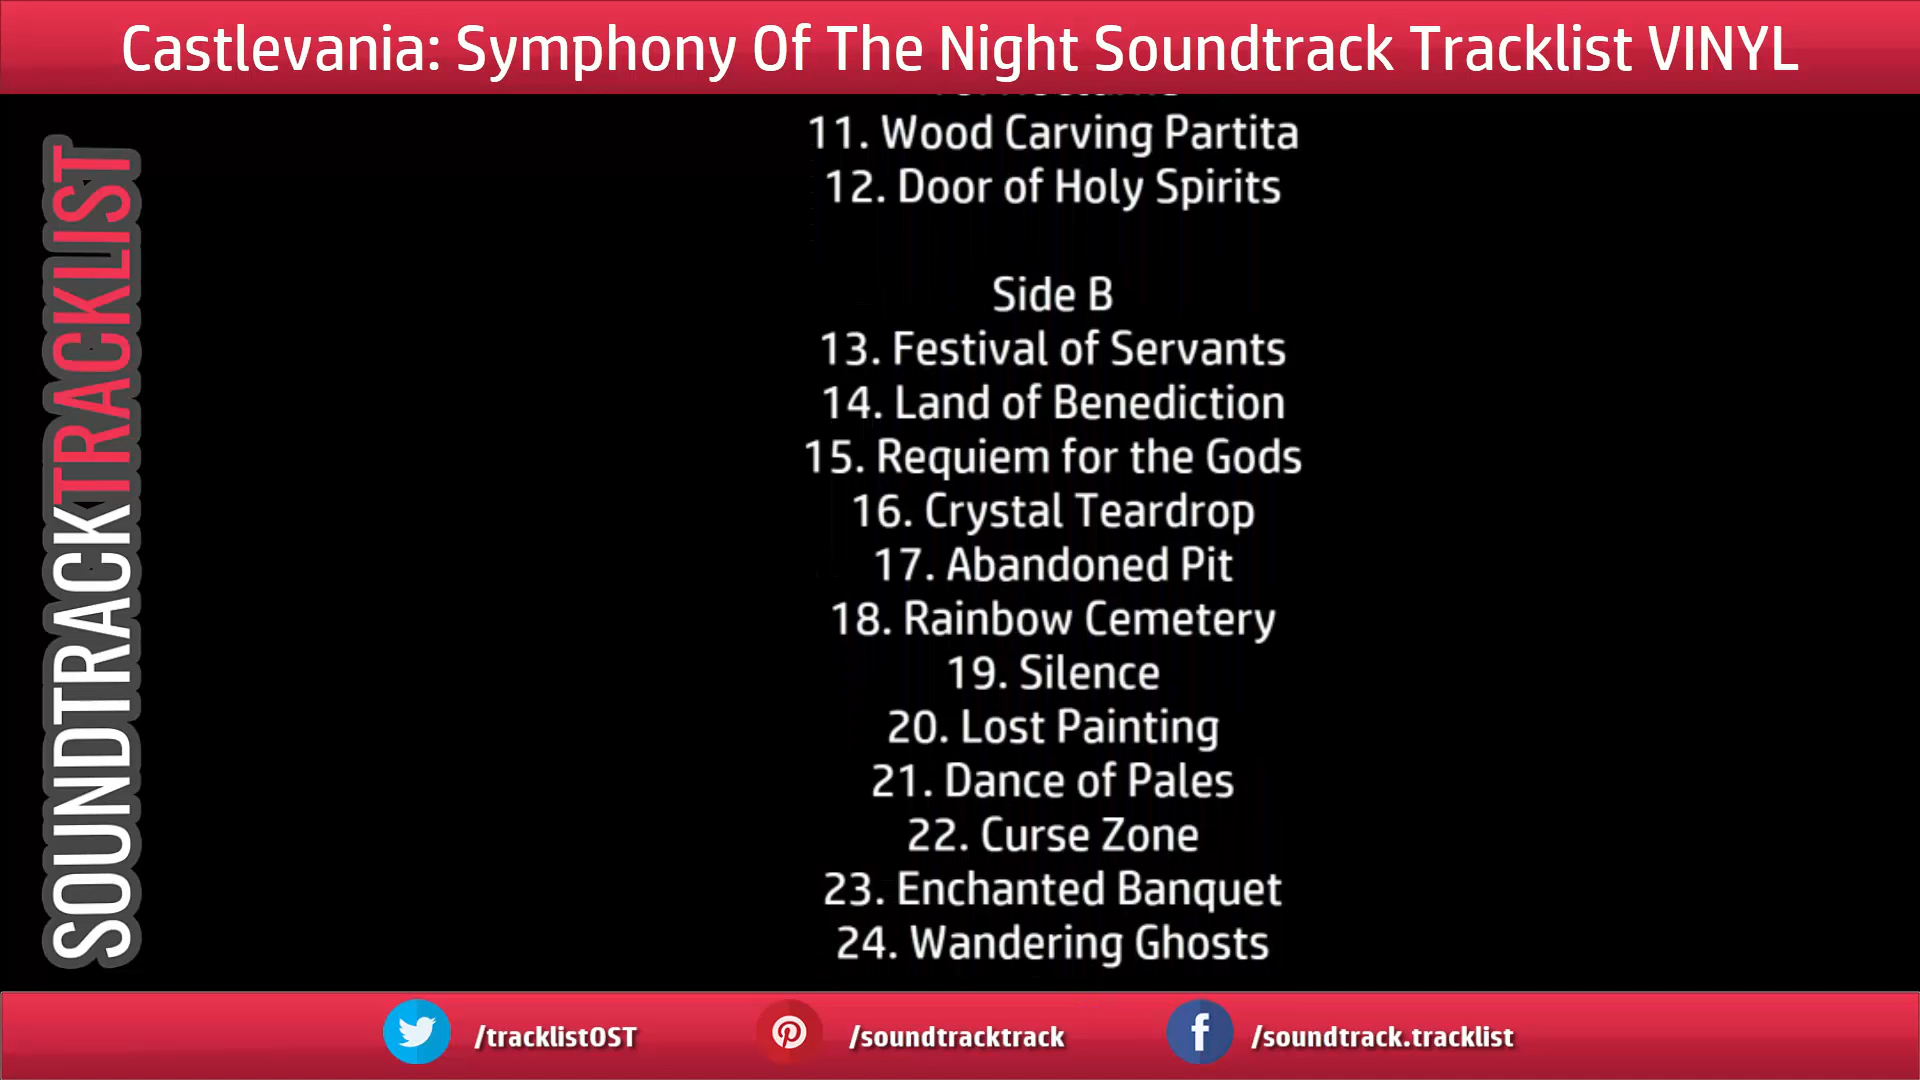 Castlevania: Symphony Of The Night Soundtrack Tracklist VINYL
11. Wood Carving Partita
12. Door of Holy Spirits
Side B
13. Festival of Servants
14. Land of Benediction
15. Requiem for the Gods
16. Crystal Teardrop
17. Abandoned Pit
18. Rainbow Cemetery
19. Silence
20. Lost Painting
21. Dance of Pales
22. Curse Zone
23. Enchanted Banquet
24. Wandering Ghosts
SOUNDTRACKTRACKLIST
/tracklistOST
/soundtracktrack
/soundtrack.tracklist